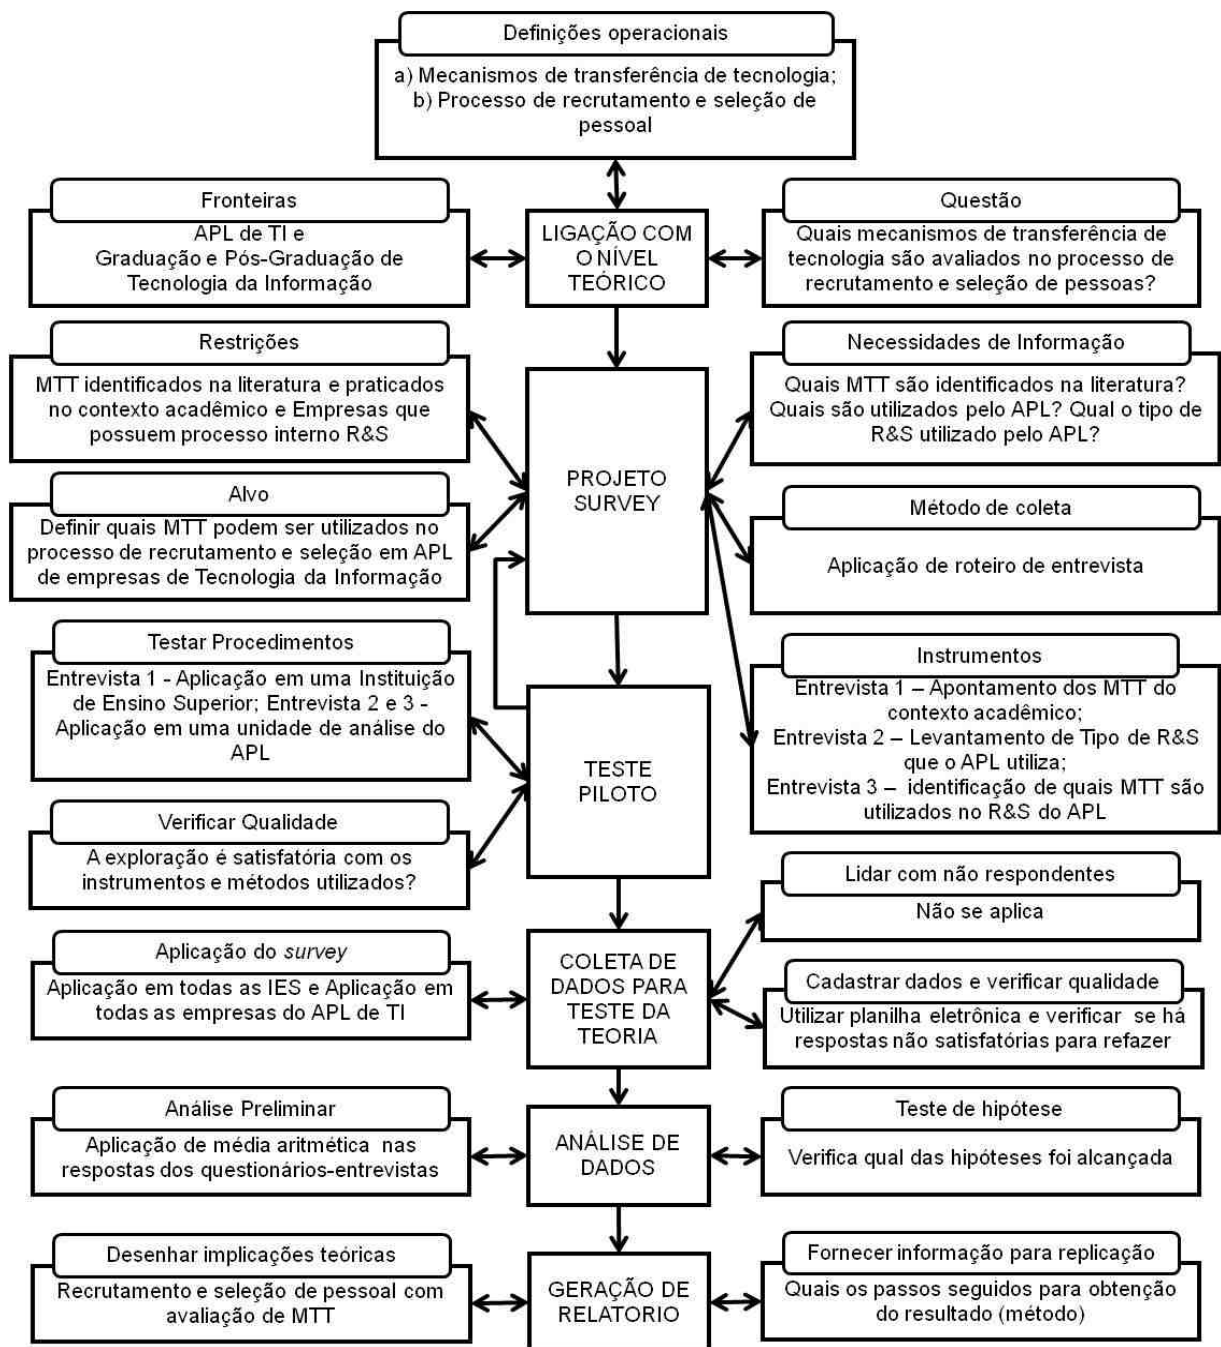 Definições operacionais
a) Mecanismos de transferência de tecnologia;
b) Processo de recrutamento e seleção de
pessoal
Fronteiras
APL de TI e
Graduação e Pós-Graduação de
Tecnologia da Informação
LIGAÇÃO COM
O NÍVEL
TEÓRICO
Questão
Quais mecanismos de transferência de
tecnologia são avaliados no processo de
recrutamento e seleção de pessoas?
Restrições
MTT identificados na literatura e praticados
no contexto acadêmico e Empresas que
possuem processo interno R&S
Alvo
Definir quais MTT podem ser utilizados no
processo de recrutamento e seleção em APL
de empresas de Tecnologia da Informação
PROJETO
SURVEY
Necessidades de Informação
Quais MTT são identificados na literatura?
Quais são utilizados pelo APL? Qual o tipo de
R&S utilizado pelo APL?
Método de coleta
Aplicação de roteiro de entrevista
Instrumentos
Entrevista 1 – Apontamento dos MTT do
contexto acadêmico;
Entrevista 2 – Levantamento de Tipo de R&S
que o APL utiliza;
Entrevista 3 – identificação de quais MTT são
utilizados no R&S do APL
Testar Procedimentos
Entrevista 1 - Aplicação em uma Instituição
de Ensino Superior; Entrevista 2 e 3 -
Aplicação em uma unidade de análise do
APL
Verificar Qualidade
A exploração é satisfatória com os
instrumentos e métodos utilizados?
TESTE
PILOTO
Aplicação do survey
Aplicação em todas as IES e Aplicação em
todas as empresas do APL de TI
COLETA DE
DADOS PARA
TESTE DA
TEORIA
Lidar com não respondentes
Não se aplica
Cadastrar dados e verificar qualidade
Utilizar planilha eletrônica e verificar se há
respostas não satisfatórias para refazer
Análise Preliminar
Aplicação de média aritmética nas
respostas dos questionários-entrevistas
ANÁLISE DE
DADOS
Teste de hipótese
Verifica qual das hipóteses foi alcançada
Desenhar implicações teóricas
Recrutamento e seleção de pessoal com
avaliação de MTT
GERAÇÃO DE
RELATORIO
Fornecer informação para replicação
Quais os passos seguidos para obtenção
do resultado (método)